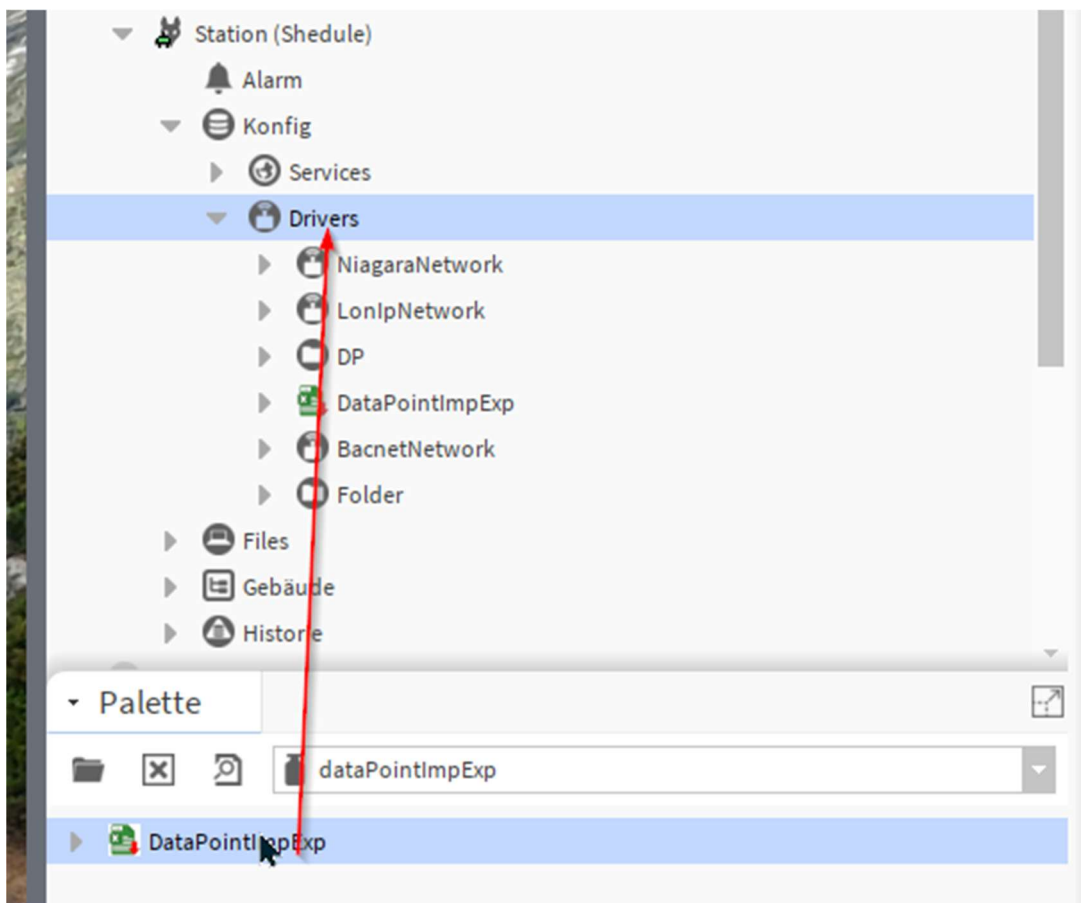 Station (Shedule)
Alarm
Konfig
Services
Drivers
NiagaraNetwork
LonIpNetwork
DP
DataPointImpExp
BacnetNetwork
Folder
Files
Gebäude
Historie
Palette
dataPointImpExp
DataPointImpExp